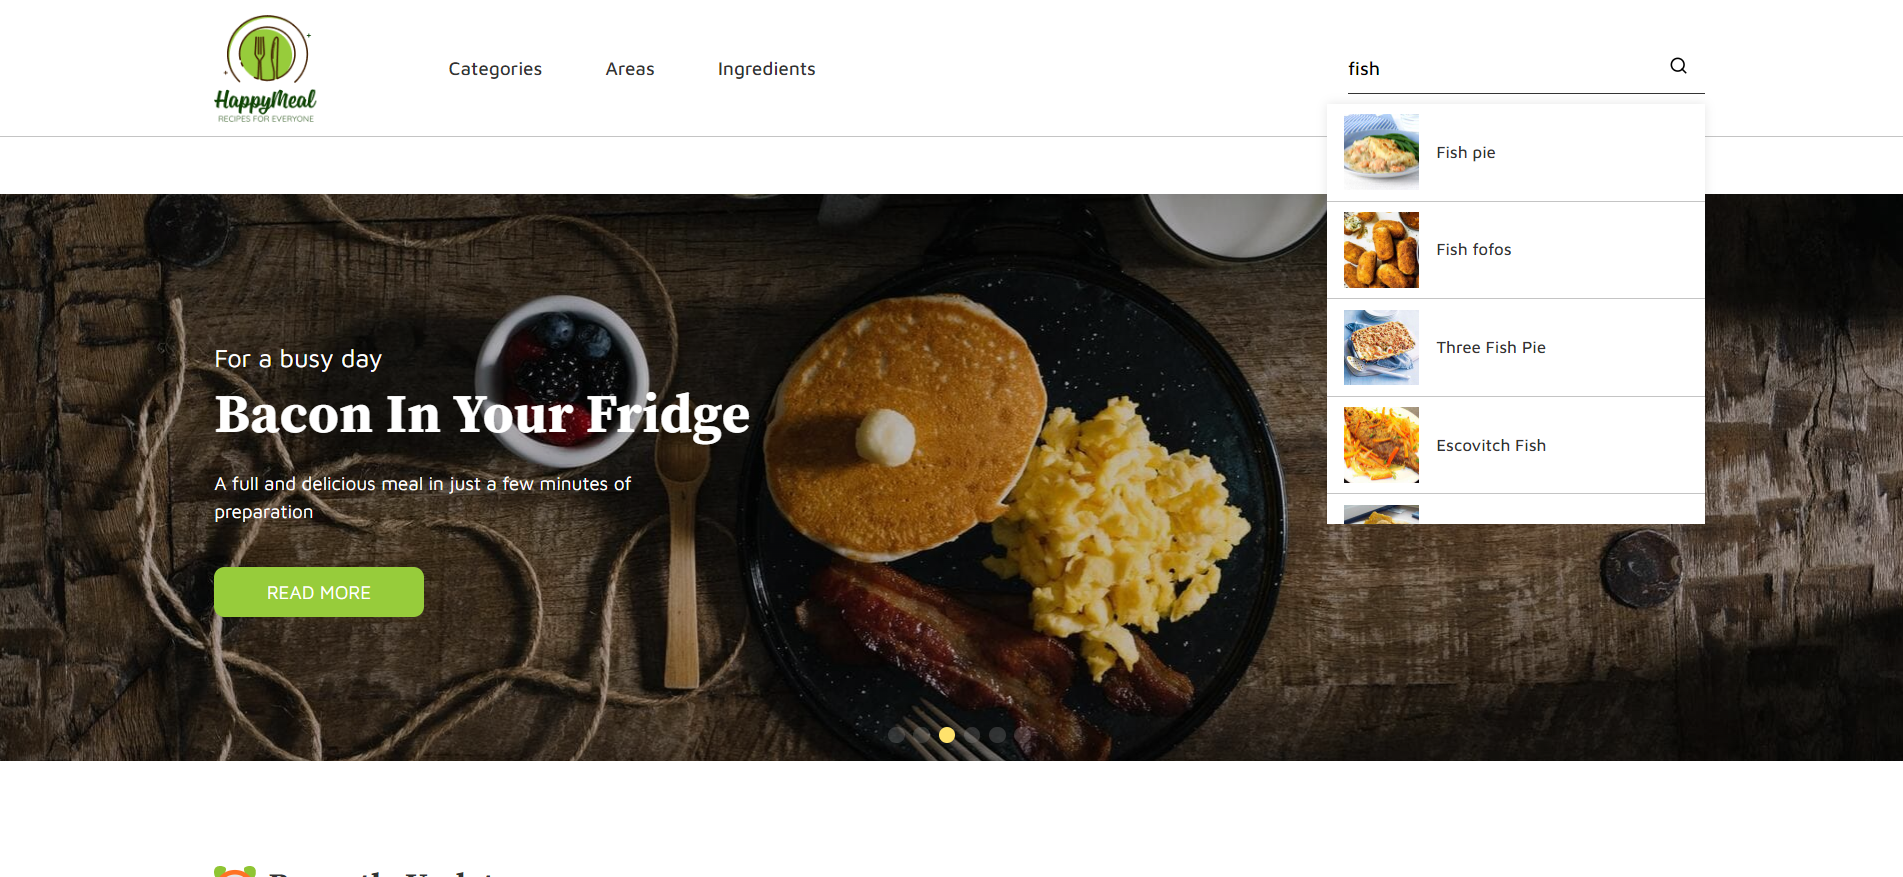 HappyMeal
RECIPES FOR EVERYONE
Categories
Areas
Ingredients
fish
Fish pie
Fish fofos
Three Fish Pie
Escovitch Fish
For a busy day
Bacon In Your Fridge
A full and delicious meal in just a few minutes of
preparation
READ MORE